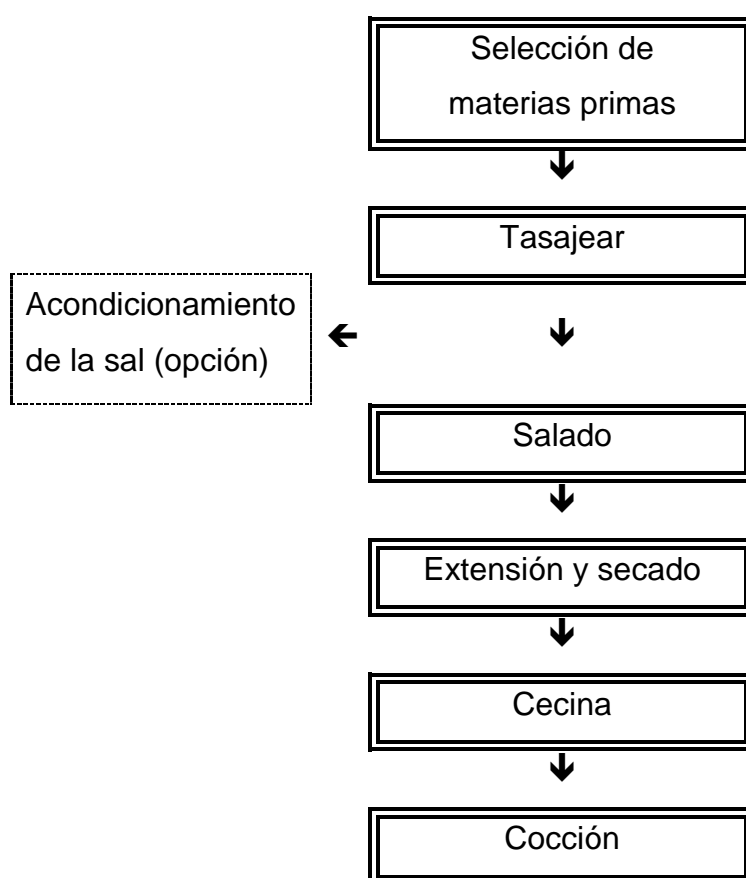 Selección de
materias primas
Tasajear
Acondicionamiento
de la sal (opción)
Salado
Extensión y secado
Cecina
Cocción